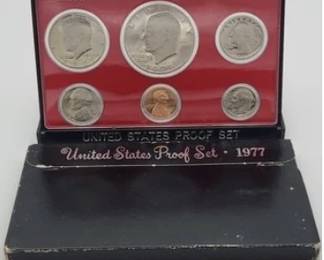 UNITED STATES PROOF SET
United States Proof Set • 1977